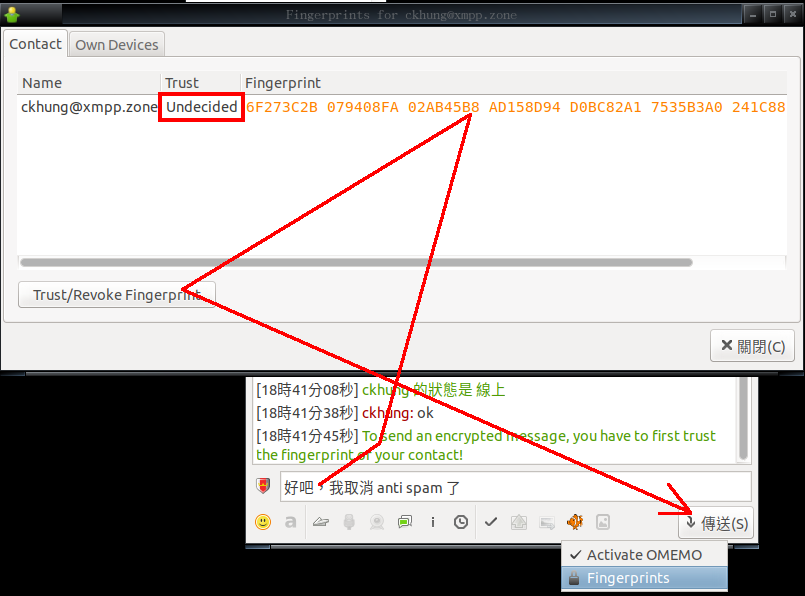 Fingerprints for ckhung@xmpp.zone
Contact Own Devices
Name Trust Fingerprint
ckhung@xmpp.zone Undecided 6F273C2B 079408FA 02AB45B8 AD158D94 D0BC82A1 7535B3A0 241C88
Trust/Revoke Fingerprint
關閉(C)
[18時41分08秒] ckhung 的狀態是 線上
[18時41分38秒] ckhung: ok
[18時41分45秒] To send an encrypted message, you have to first trust
the fingerprint of your contact!
好吧，我取消 anti spam 了
傳送(S)
Activate OMEMO
Fingerprints